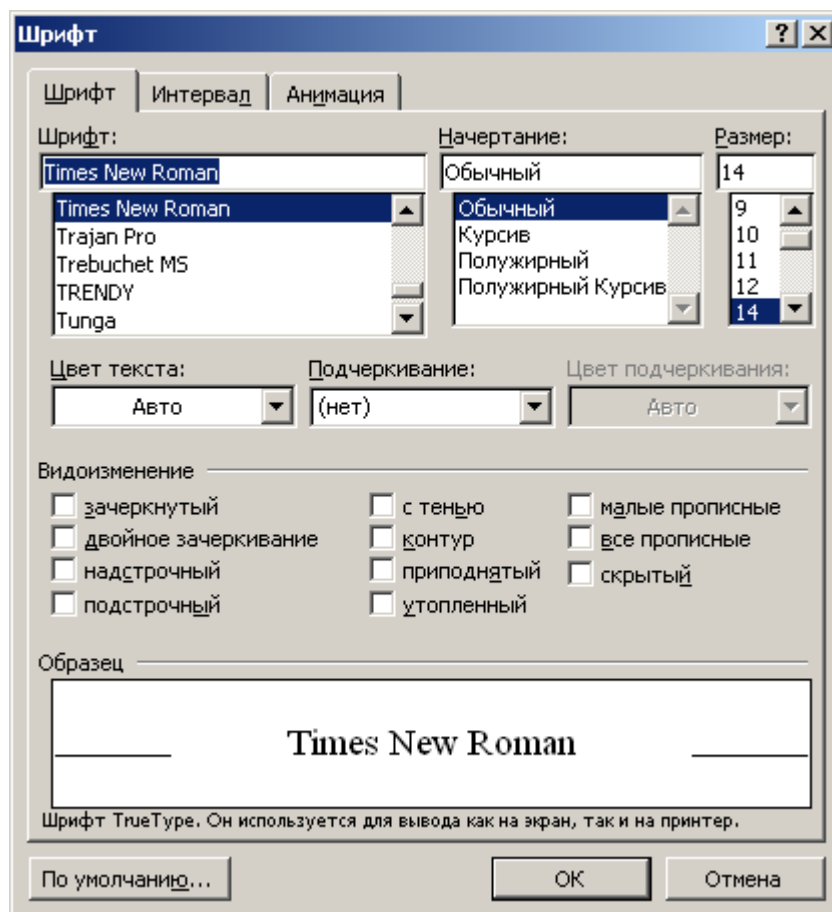 Шрифт
Шрифт Интервал Анимация
Шрифт: Начертание: Размер:
Times New Roman Обычный 14
Times New Roman Обычный 9
Trajan Pro Курсив 10
Trebuchet MS Полужирный 11
TRENDY Полужирный Курсив 12
Tunga 14
Цвет текста: Подчеркивание: Цвет подчеркивания:
Авто (нет) Авто
Видоизменение
зачеркнутый с тенью малые прописные
двойное зачеркивание контур все прописные
надстрочный приподнятый скрытый
подстрочный утопленный
Образец
Times New Roman
Шрифт TrueType. Он используется для вывода как на экран, так и на принтер.
По умолчанию... ОК Отмена